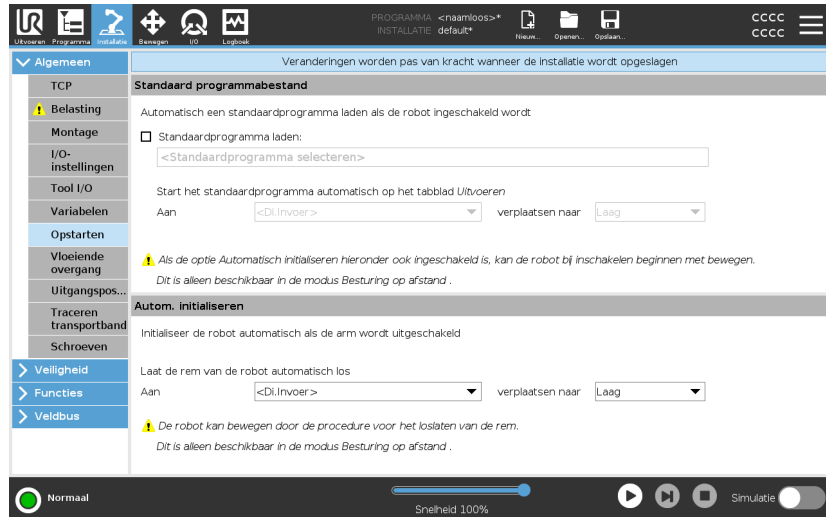 PROGRAMMA <naamloos>*
INSTALLATIE default*
CCCC
CCCC
Uitvoeren Programma Installatie Bewegen I/O Logboek Nieuw... Openen... Opslaan...
Algemeen
TCP
Belasting
Montage
I/O-
instellingen
Tool I/O
Variabelen
Opstarten
Vloeiende
overgang
Uitgangspos...
Traceren
transportband
Schroeven
Veiligheid
Functies
Veldbus
Veranderingen worden pas van kracht wanneer de installatie wordt opgeslagen
Standaard programmabestand
Automatisch een standaardprogramma laden als de robot ingeschakeld wordt
Standaardprogramma laden:
<Standaardprogramma selecteren>
Start het standaardprogramma automatisch op het tabblad Uitvoeren
Aan <Di.Invoer> verplaatsen naar Laag
Als de optie Automatisch initialiseren hieronder ook ingeschakeld is, kan de robot bij inschakelen beginnen met bewegen.
Dit is alleen beschikbaar in de modus Besturing op afstand .
Autom. initialiseren
Initialiseer de robot automatisch als de arm wordt uitgeschakeld
Laat de rem van de robot automatisch los
Aan <Di.Invoer> verplaatsen naar Laag
De robot kan bewegen door de procedure voor het loslaten van de rem.
Dit is alleen beschikbaar in de modus Besturing op afstand .
Normaal
Snelheid 100%
Simulatie